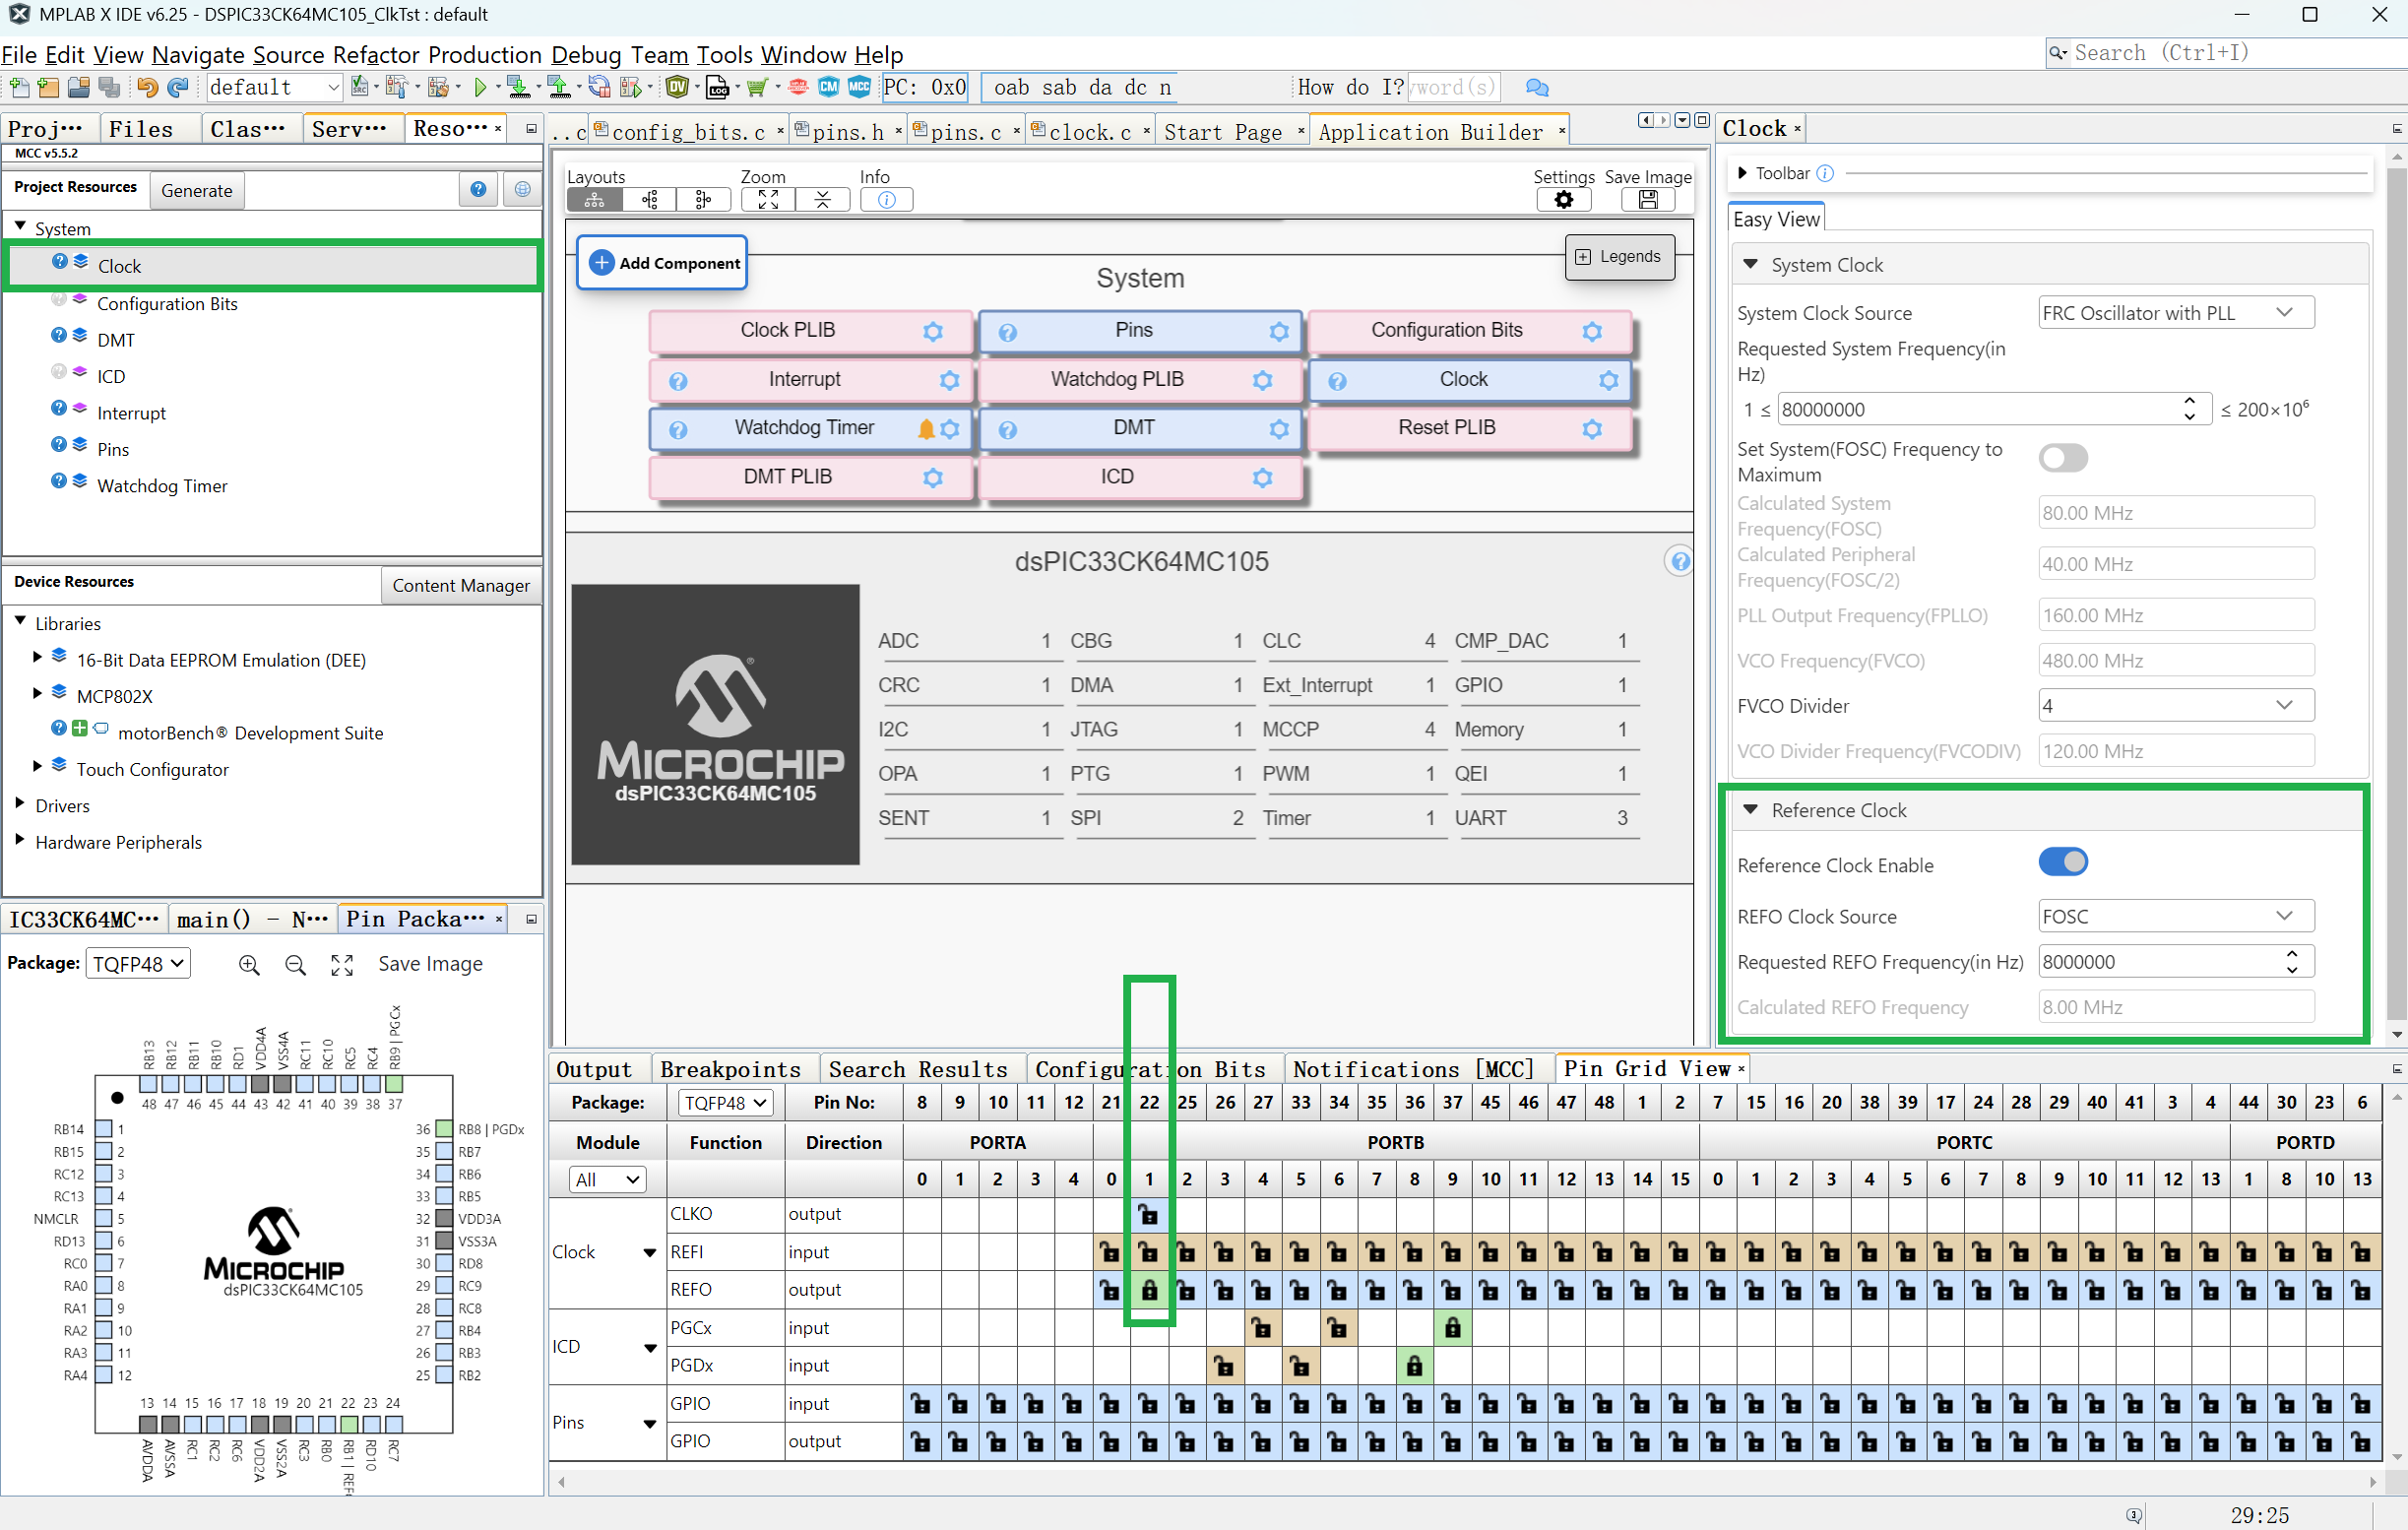 MPLAB X IDE v6.25 - DSPIC33CK64MC105_ClkTst : default
File Edit View Navigate Source Refactor Production Debug Team Tools Window Help
Search (Ctrl+I)
default
PC: 0x0
oab sab da dc n
How do I?
word(s)
Proj··· Files Clas··· Serv··· Reso···
MCC v5.5.2
Project Resources Generate
System
Clock
Configuration Bits
DMT
ICD
Interrupt
Pins
Watchdog Timer
Device Resources Content Manager
Libraries
16-Bit Data EEPROM Emulation (DEE)
MCP802X
motorBench® Development Suite
Touch Configurator
Drivers
Hardware Peripherals
IC33CK64MC··· main() - N··· Pin Packa···
Package: TQFP48 Save Image
RB13 RB12 RB11 RB10 RD1 VDD4A VSS4A RC11 RC10 RC5 RC4 RB9 | PGCx
48 47 46 45 44 43 42 41 40 39 38 37
RB14 1 36 RB8 | PGDx
RB15 2 35 RB7
RC12 3 34 RB6
RC13 4 33 RB5
NMCLR 5 32 VDD3A
RD13 6 31 VSS3A
RC0 7 30 RD8
RA0 8 29 RC9
RA1 9 28 RC8
RA2 10 27 RB4
RA3 11 26 RB3
RA4 12 25 RB2
MICROCHIP
dsPIC33CK64MC105
13 14 15 16 17 18 19 20 21 22 23 24
AVDDA AVSSA RC1 RC2 RC6 VDD2A VSS2A RC3 RB0 RB1 | REF RD10 RC7
..c config_bits.c pins.h pins.c clock.c Start Page Application Builder
Layouts Zoom Info Settings Save Image
Add Component
Legends
System
Clock PLIB Pins Configuration Bits
Interrupt Watchdog PLIB Clock
Watchdog Timer DMT Reset PLIB
DMT PLIB ICD
dsPIC33CK64MC105
MICROCHIP
dsPIC33CK64MC105
ADC 1 CBG 1 CLC 4 CMP_DAC 1
CRC 1 DMA 1 Ext_Interrupt 1 GPIO 1
I2C 1 JTAG 1 MCCP 4 Memory 1
OPA 1 PTG 1 PWM 1 QEI 1
SENT 1 SPI 2 Timer 1 UART 3
Clock
Toolbar
Easy View
System Clock
System Clock Source FRC Oscillator with PLL
Requested System Frequency(in
Hz)
1 ≤ 80000000 ≤ 200×10⁶
Set System(FOSC) Frequency to
Maximum
Calculated System
Frequency(FOSC) 80.00 MHz
Calculated Peripheral
Frequency(FOSC/2) 40.00 MHz
PLL Output Frequency(FPLLO) 160.00 MHz
VCO Frequency(FVCO) 480.00 MHz
FVCO Divider 4
VCO Divider Frequency(FVCODIV) 120.00 MHz
Reference Clock
Reference Clock Enable
REFO Clock Source FOSC
Requested REFO Frequency(in Hz) 8000000
Calculated REFO Frequency 8.00 MHz
Output Breakpoints Search Results Configuration Bits Notifications [MCC] Pin Grid View
Package: TQFP48 Pin No: 8 9 10 11 12 21 22 25 26 27 33 34 35 36 37 45 46 47 48 1 2 7 15 16 20 38 39 17 24 28 29 40 41 3 4 44 30 23 6
Module Function Direction PORTA PORTB PORTC PORTD
All 0 1 2 3 4 0 1 2 3 4 5 6 7 8 9 10 11 12 13 14 15 0 1 2 3 4 5 6 7 8 9 10 11 12 13 1 8 10 13
CLKO output
Clock REFI input
REFO output
PGCx input
ICD
PGDx input
GPIO input
Pins
GPIO output
29:25